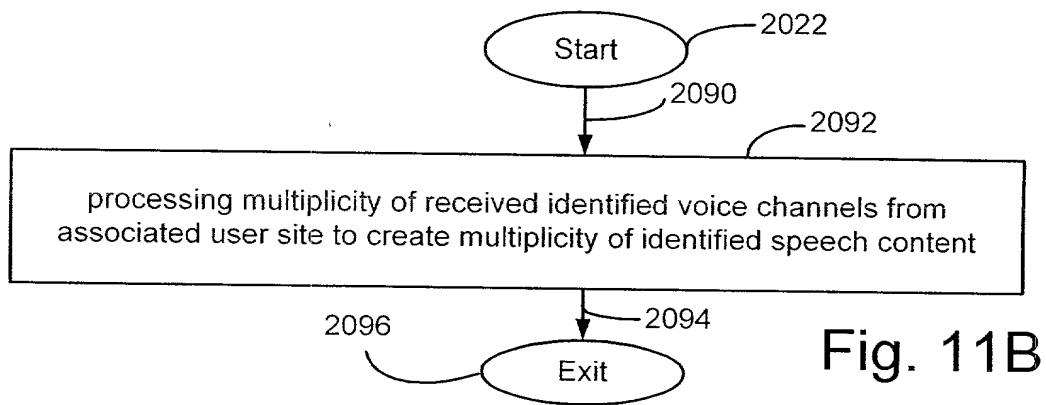 Start
2022
2090
2092
processing multiplicity of received identified voice channels from
associated user site to create multiplicity of identified speech content
2094
2096
Exit
Fig. 11B